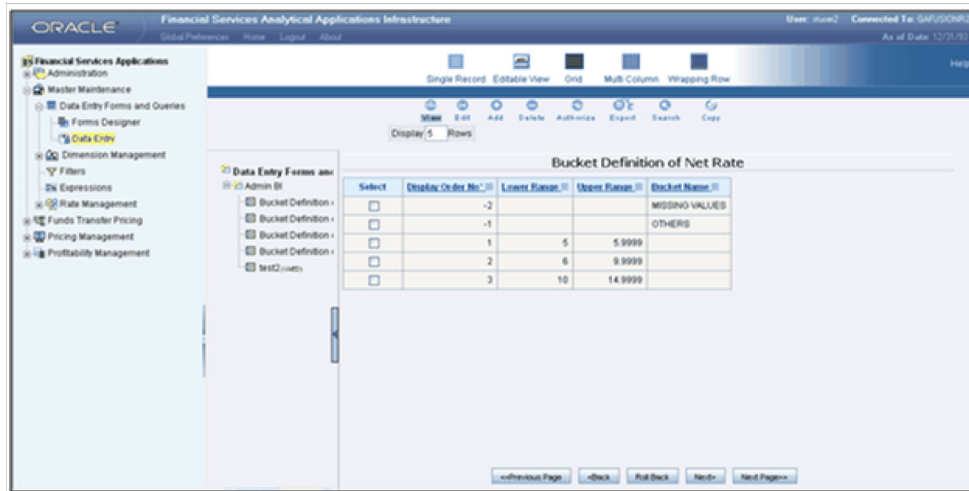 ORACLE
Financial Services Analytical Applications Infrastructure
User: Connected To:
Global Preferences Home Logout About
As of Date
Help
Financial Services Applications
Administration
Master Maintenance
Data Entry Forms and Queries
Forms Designer
Data Entry
Dimension Management
Filters
Expressions
Rate Management
Funds Transfer Pricing
Pricing Management
Profitability Management
Single Record Editable View Grid Multi Column Wrapping Row
View Edit Add Delete Authorize Export Search Copy
Display 5 Rows
Data Entry Forms and
Admin BI
Bucket Definition
Bucket Definition
Bucket Definition
Bucket Definition
test2
Bucket Definition of Net Rate
Select Display Order No* Lower Range Upper Range Bucket Name
-2 MISSING VALUES
-1 OTHERS
1 5 5.9999
2 6 9.9999
3 10 14.9999
<<Previous Page <Back Roll Back Next> Next Page>>